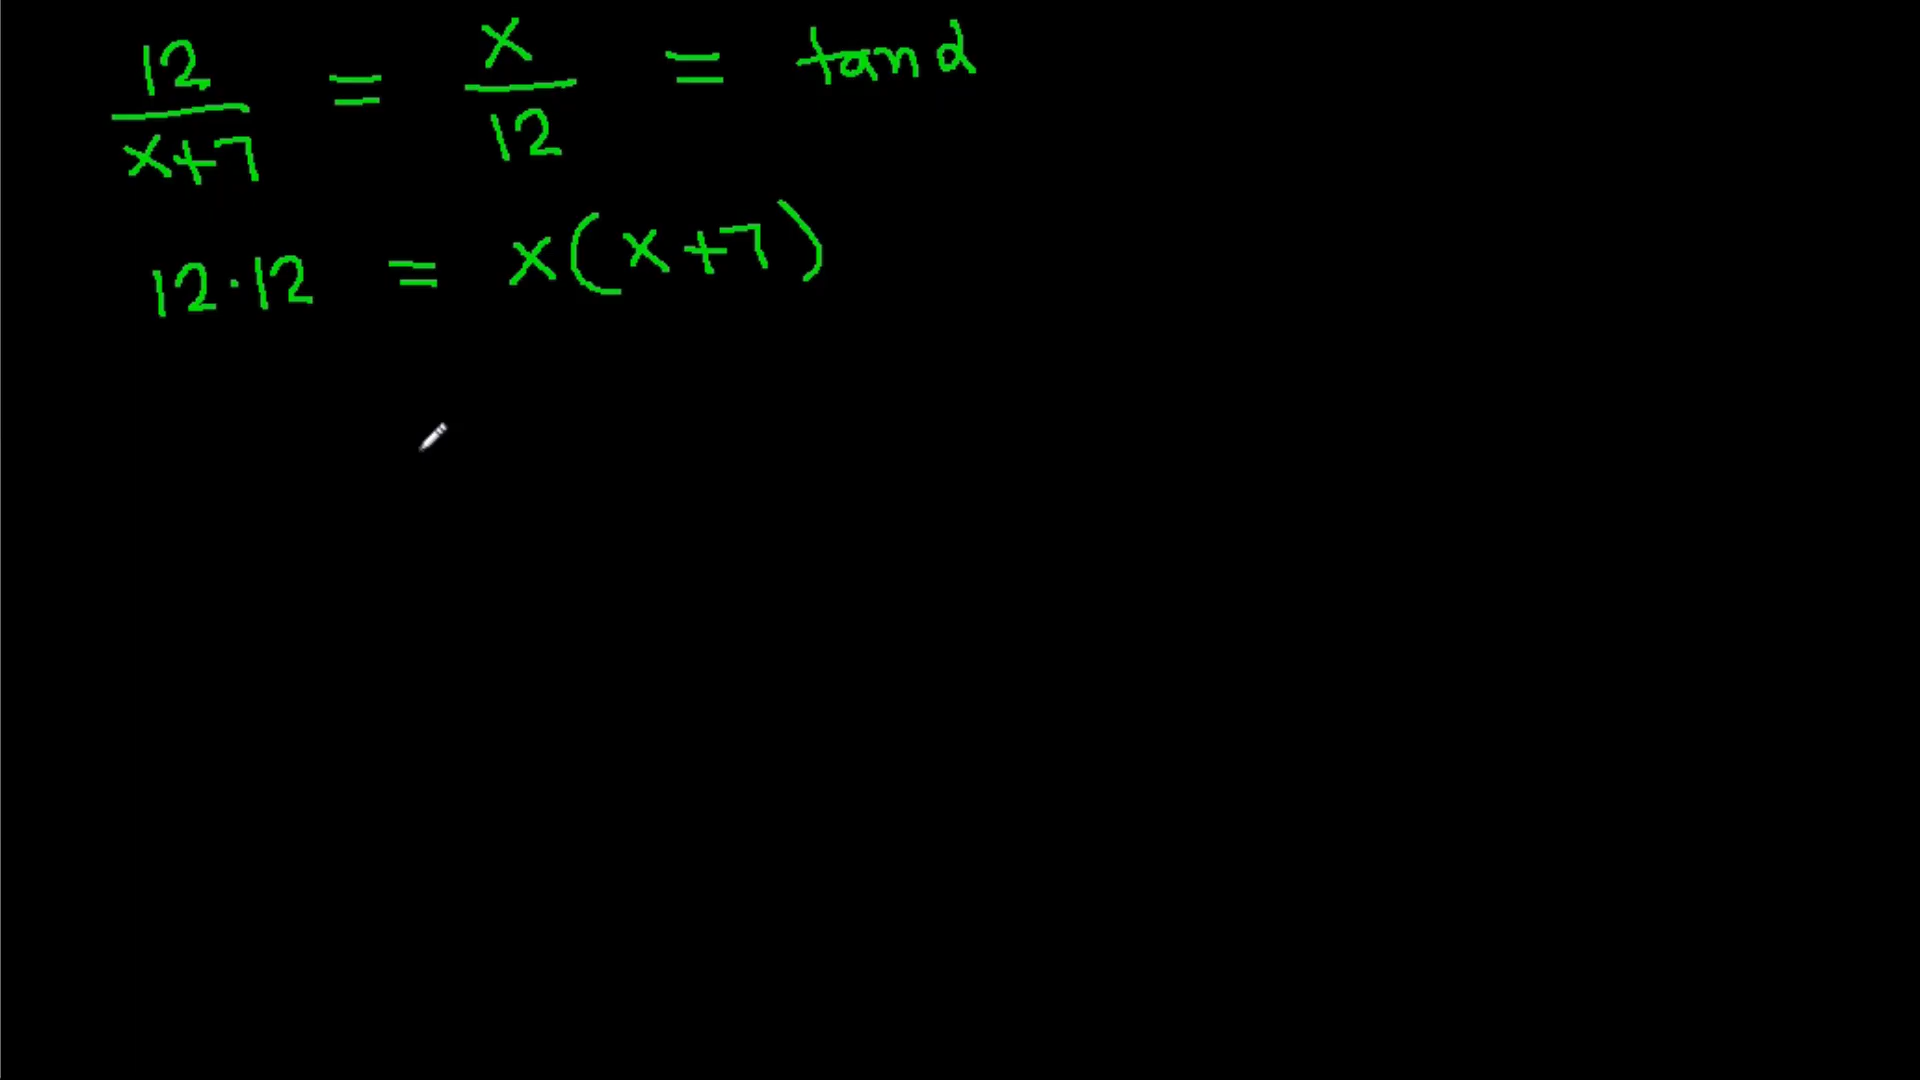 12/(x+7) = x/12 = tan α
12·12 = x(x+7)